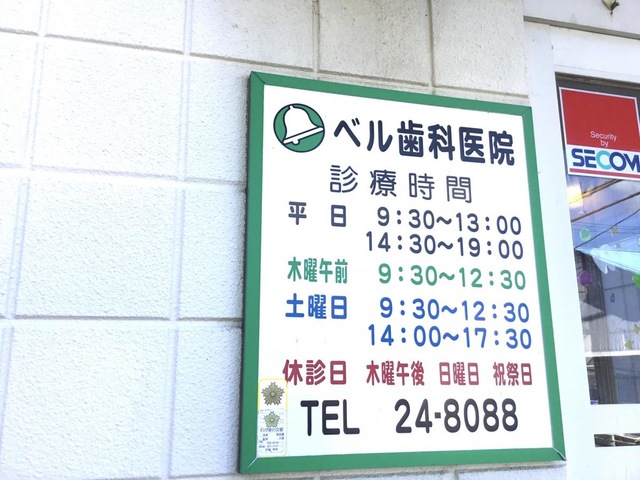 ベル歯科医院
診療時間
平日 9:30〜13:00
14:30〜19:00
木曜午前 9:30〜12:30
土曜日 9:30〜12:30
14:00〜17:30
休診日 木曜午後 日曜日 祝祭日
TEL 24-8088
Security
by
SECOM